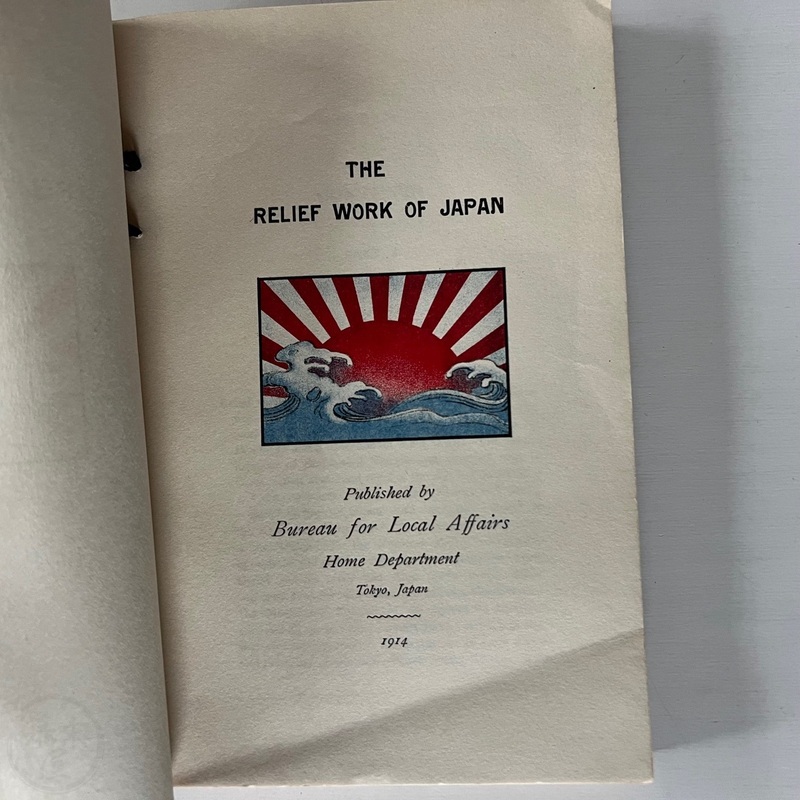 THE
RELIEF WORK OF JAPAN
Published by
Bureau for Local Affairs
Home Department
Tokyo, Japan
1914